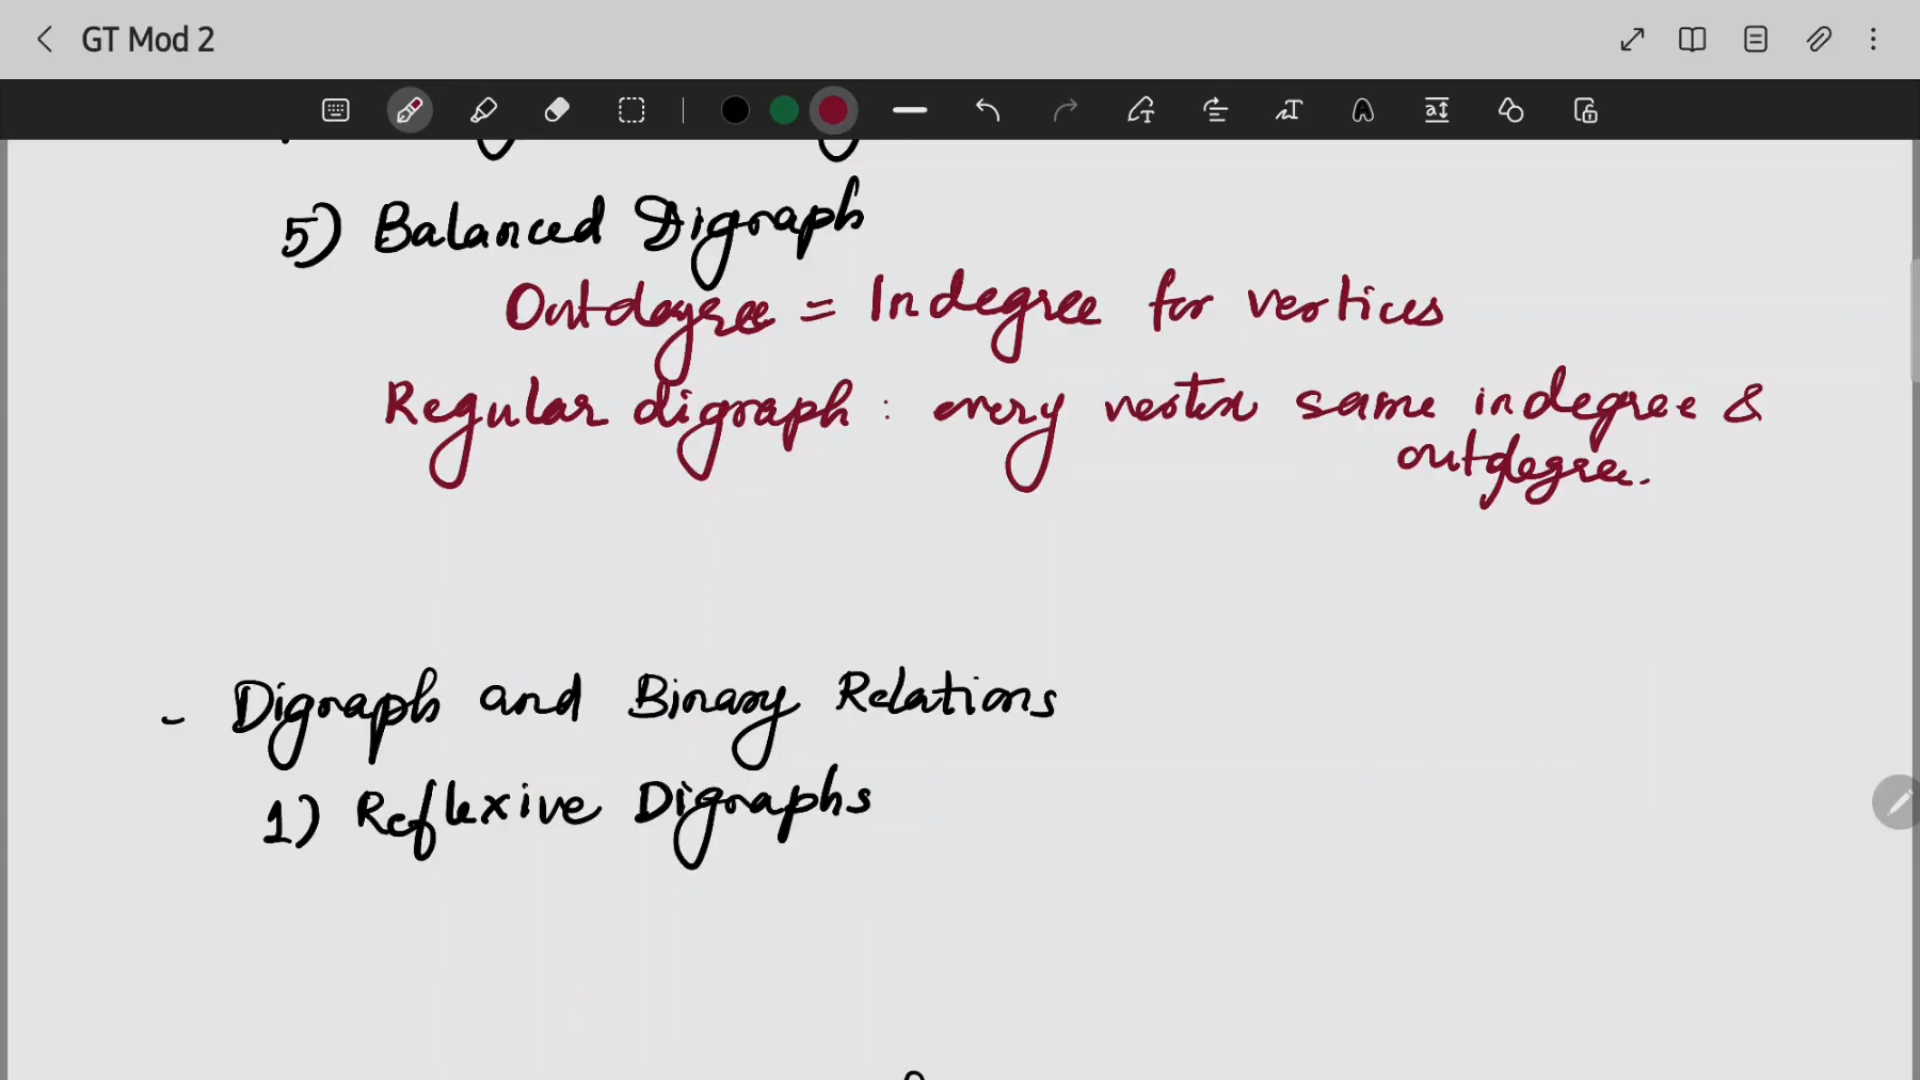 GT Mod 2
5) Balanced Digraph
Outdegree = Indegree for vertices
Regular digraph : every vertex same indegree &
outdegree.
- Digraph and Binary Relations
1) Reflexive Digraphs